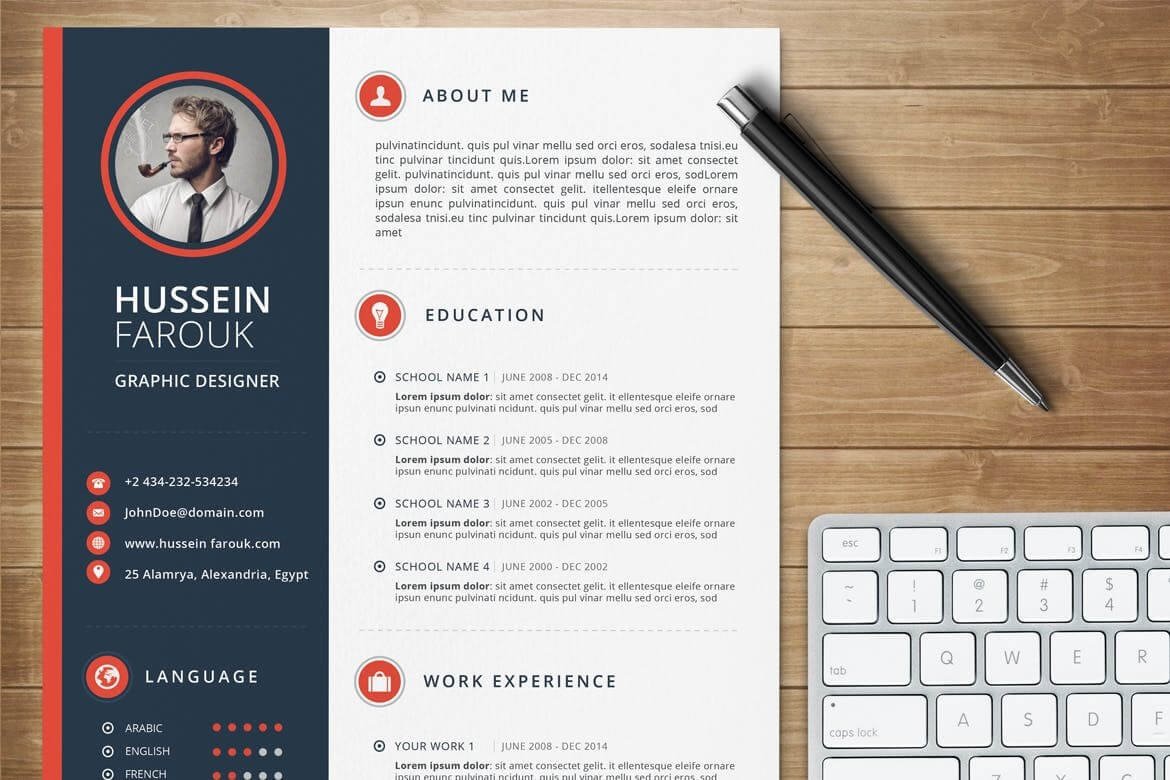 HUSSEIN
FAROUK
GRAPHIC DESIGNER
+2 434-232-534234
JohnDoe@domain.com
www.hussein farouk.com
25 Alamrya, Alexandria, Egypt
LANGUAGE
ARABIC
ENGLISH
FRENCH
ABOUT ME
pulvinatincidunt. quis pul vinar mellu sed orci eros, sodalesa tnisi.eu
tinc pulvinar tincidunt quis.Lorem ipsum dolor: sit amet consectet
gelit. pulvinatincidunt. quis pul vinar mellu sed orci eros, sodLorem
ipsum dolor: sit amet consectet gelit. itellentesque eleife ornare
ipsun enunc pulvinatincidunt. quis pul vinar mellu sed orci eros,
sodalesa tnisi.eu tinc pulvinar tincidunt quis.Lorem ipsum dolor: sit
amet
EDUCATION
SCHOOL NAME 1 | JUNE 2008 - DEC 2014
Lorem ipsum dolor: sit amet consectet gelit. it ellentesque eleife ornare
ipsun enunc pulvinati ncidunt. quis pul vinar mellu sed orci eros, sod
SCHOOL NAME 2 | JUNE 2005 - DEC 2008
Lorem ipsum dolor: sit amet consectet gelit. it ellentesque eleife ornare
ipsun enunc pulvinati ncidunt. quis pul vinar mellu sed orci eros, sod
SCHOOL NAME 3 | JUNE 2002 - DEC 2005
Lorem ipsum dolor: sit amet consectet gelit. it ellentesque eleife ornare
ipsun enunc pulvinati ncidunt. quis pul vinar mellu sed orci eros, sod
SCHOOL NAME 4 | JUNE 2000 - DEC 2002
Lorem ipsum dolor: sit amet consectet gelit. it ellentesque eleife ornare
ipsun enunc pulvinati ncidunt. quis pul vinar mellu sed orci eros, sod
WORK EXPERIENCE
YOUR WORK 1 | JUNE 2008 - DEC 2014
Lorem ipsum dolor: sit amet consectet gelit. it ellentesque eleife ornare
esc F1 F2 F3 F4
~ ! @ # $
` 1 2 3 4
tab Q W E R
caps lock A S D F